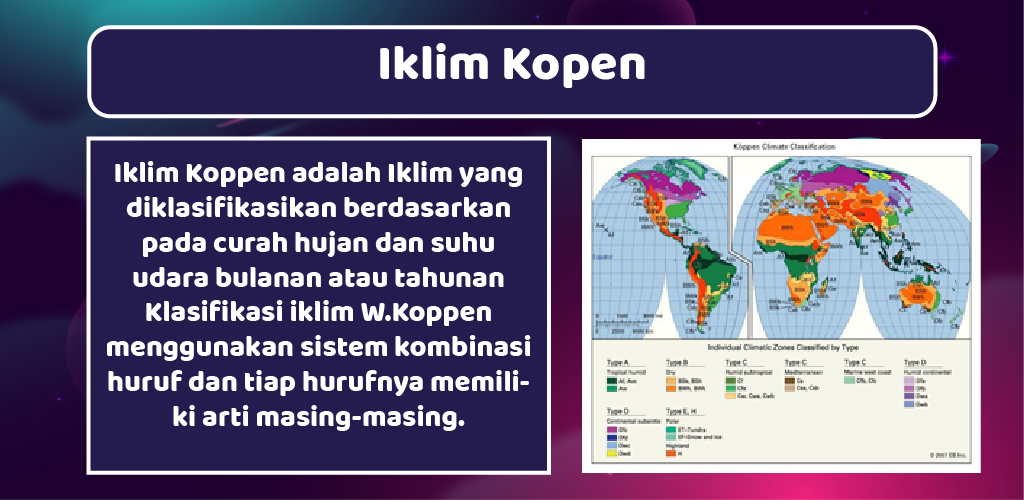 Iklim Kopen
Iklim Koppen adalah Iklim yang
diklasifikasikan berdasarkan
pada curah hujan dan suhu
udara bulanan atau tahunan
Klasifikasi iklim W.Koppen
menggunakan sistem kombinasi
huruf dan tiap hurufnya memili-
ki arti masing-masing.
Köppen Climate Classification
Individual Climatic Zones Classified by Type
Type A
Tropical humid
Af, Am
Aw
Type B
Dry
BSk, BSh
BWh, BWk
Type C
Humid subtropical
Cf
Cfa
Cw, Cwa, Cwb
Type C
Mediterranean
Cs
Csa, Csb
Type C
Marine west coast
Cfb, Cfc
Type D
Humid continental
Dfa
Dfb
Dwa
Dwb
Type D
Continental subarctic
Dfc
Dfd
Dwc
Dwd
Type E, H
Polar
ET=Tundra
EF=Snow and Ice
Highland
H
© 2007 EB Inc.